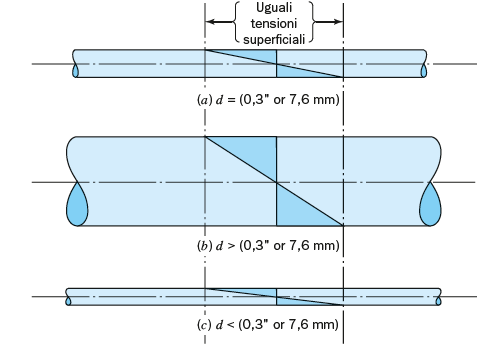 Uguali
tensioni
superficiali
(a) d = (0,3" or 7,6 mm)
(b) d > (0,3" or 7,6 mm)
(c) d < (0,3" or 7,6 mm)